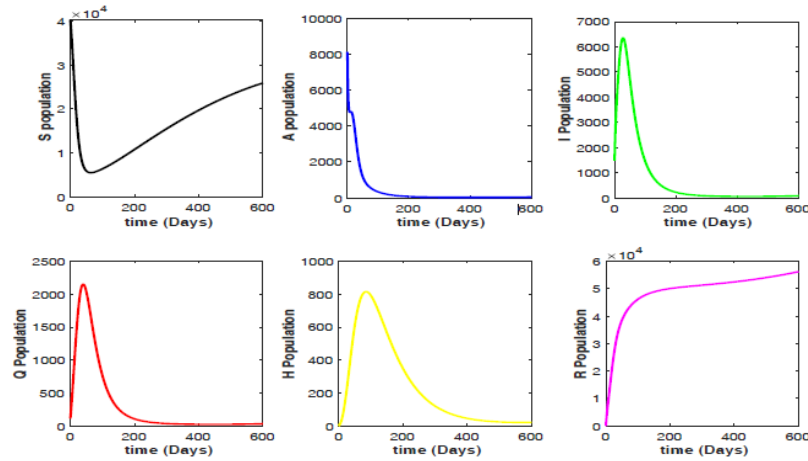 × 10^4
4
3
2
1
0
S population
0 200 400 600
time (Days)
10000
8000
6000
4000
2000
0
A population
0 200 400 600
time (Days)
7000
6000
5000
4000
3000
2000
1000
0
I Population
0 200 400 600
time (Days)
2500
2000
1500
1000
500
0
Q Population
0 200 400 600
time (Days)
1000
800
600
400
200
0
H Population
0 200 400 600
time (Days)
× 10^4
6
5
4
3
2
1
0
R Population
0 200 400 600
time (Days)